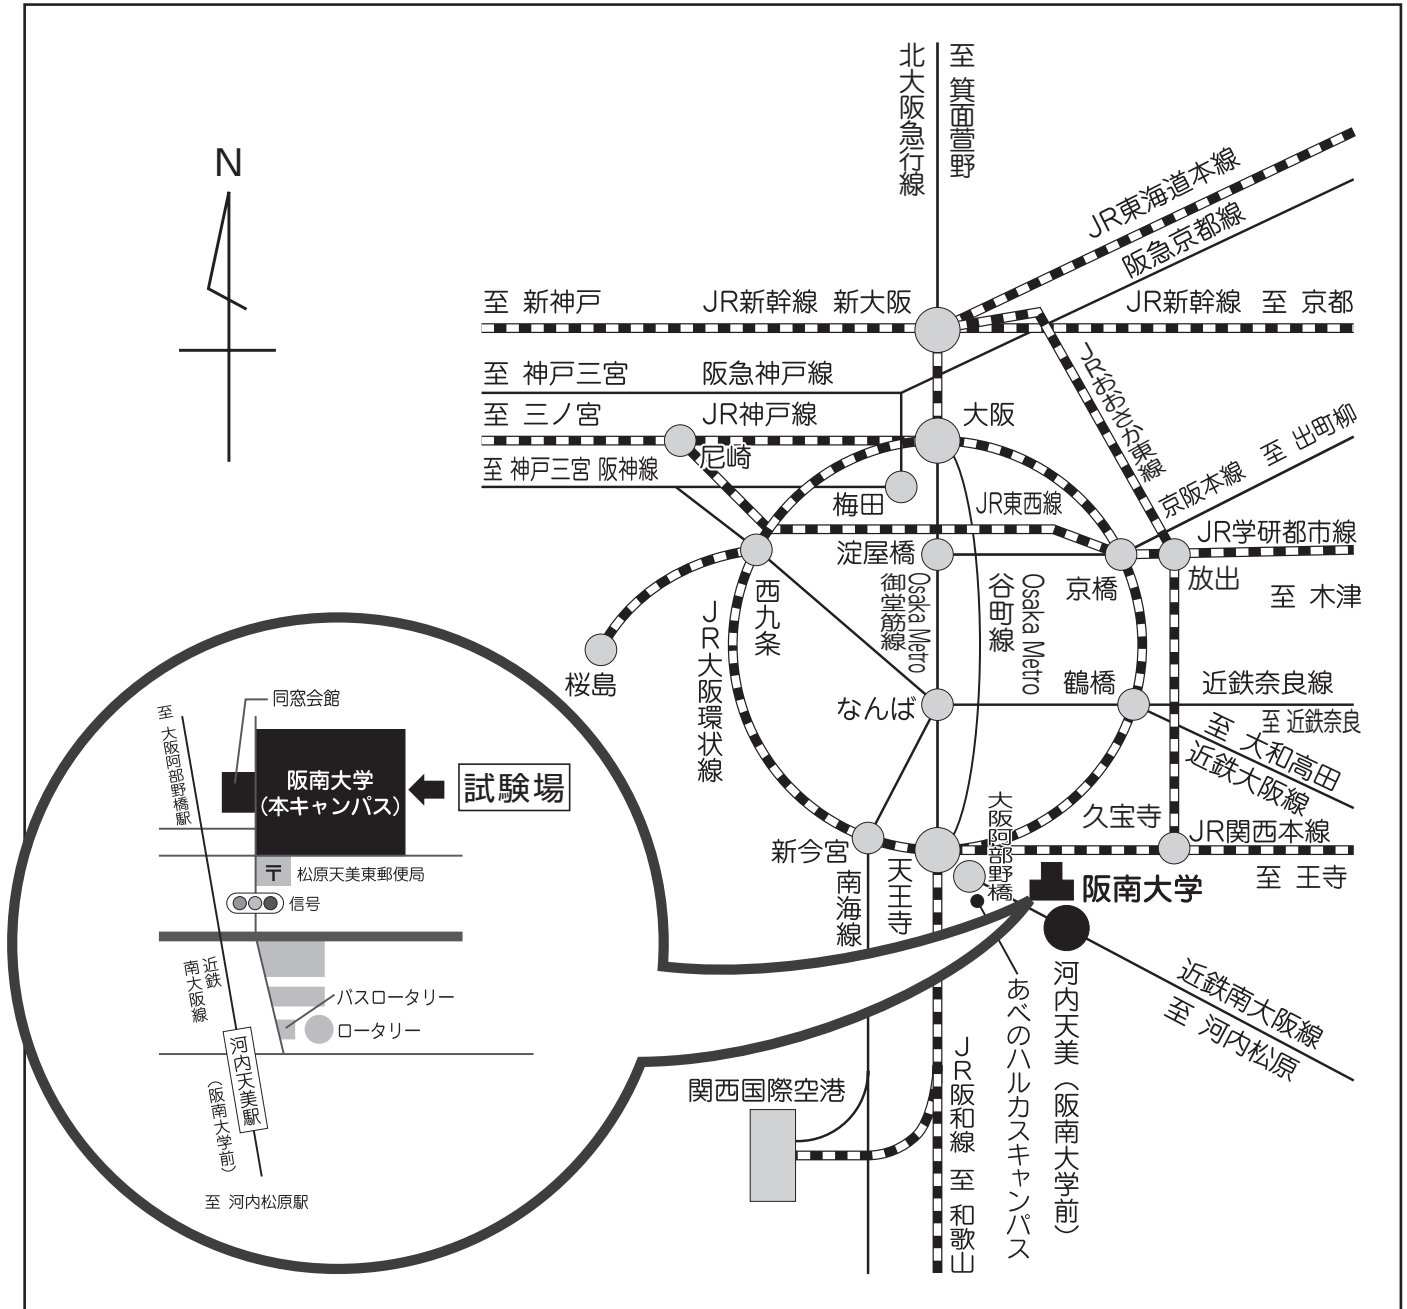 N
北大阪急行線
至 箕面萱野
JR東海道本線
阪急京都線
至 新神戸
JR新幹線
新大阪
JR新幹線
至 京都
至 神戸三宮
阪急神戸線
至 三ノ宮
JR神戸線
大阪
JRおおさか東線
至 出町柳
京阪本線
尼崎
至 神戸三宮 阪神線
梅田
JR東西線
JR学研都市線
淀屋橋
京橋
放出
至 木津
西九条
御堂筋線
Osaka Metro
谷町線
Osaka Metro
JR大阪環状線
桜島
なんば
鶴橋
近鉄奈良線
至 近鉄奈良
至 大和高田
近鉄大阪線
久宝寺
JR関西本線
至 王寺
新今宮
天王寺
大阪阿部野橋
南海線
阪南大学
河内天美（阪南大学前）
あべのハルカスキャンパス
近鉄南大阪線
至 河内松原
関西国際空港
JR阪和線
至 和歌山
同窓会館
至 大阪阿部野橋駅
阪南大学
（本キャンパス）
試験場
〒
松原天美東郵便局
信号
近鉄
南大阪線
バスロータリー
ロータリー
河内天美駅
（阪南大学前）
至 河内松原駅